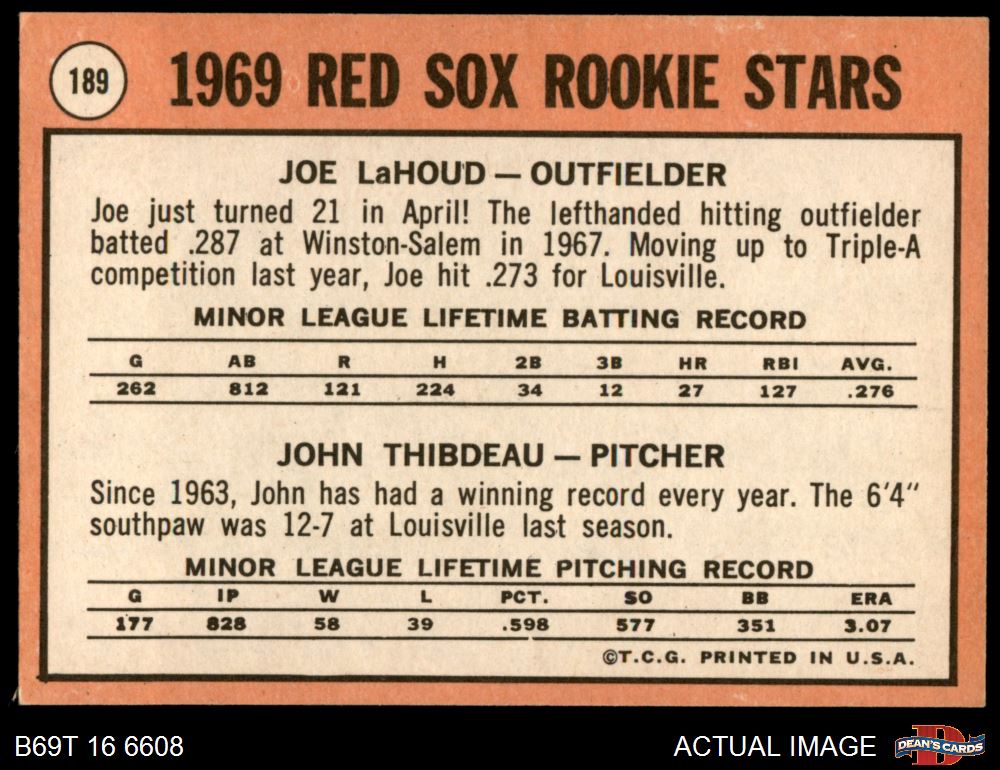 189
1969 RED SOX ROOKIE STARS
JOE LaHOUD — OUTFIELDER
Joe just turned 21 in April! The lefthanded hitting outfielder
batted .287 at Winston-Salem in 1967. Moving up to Triple-A
competition last year, Joe hit .273 for Louisville.
MINOR LEAGUE LIFETIME BATTING RECORD
G AB R H 2B 3B HR RBI AVG.
262 812 121 224 34 12 27 127 .276
JOHN THIBDEAU — PITCHER
Since 1963, John has had a winning record every year. The 6'4"
southpaw was 12-7 at Louisville last season.
MINOR LEAGUE LIFETIME PITCHING RECORD
G IP W L PCT. SO BB ERA
177 828 58 39 .598 577 351 3.07
©T.C.G. PRINTED IN U.S.A.
B69T 16 6608
ACTUAL IMAGE
D
DEAN'S CARDS